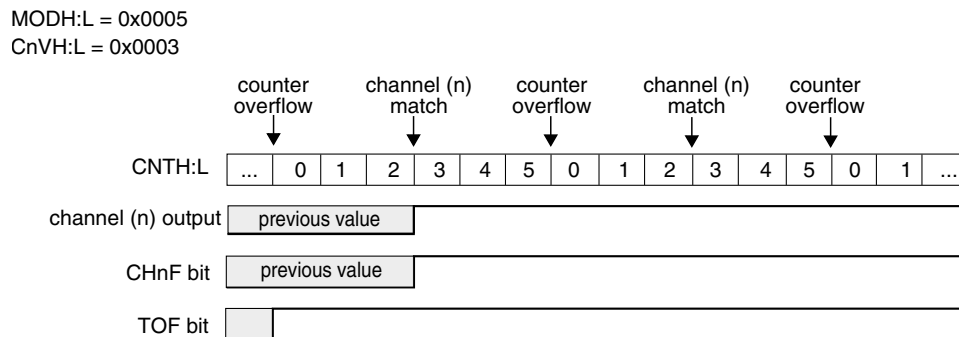 MODH:L = 0x0005
CnVH:L = 0x0003
counter overflow
channel (n) match
counter overflow
channel (n) match
counter overflow
CNTH:L ... 0 1 2 3 4 5 0 1 2 3 4 5 0 1 ...
channel (n) output previous value
CHnF bit previous value
TOF bit